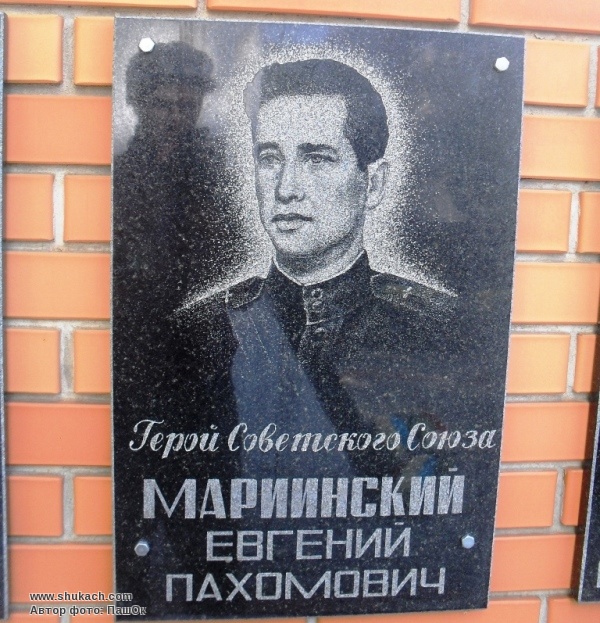 Герой Советского Союза
МАРИИНСКИЙ
ЕВГЕНИЙ
ПАХОМОВИЧ
www.shukach.com
Автор фото: ПашОк